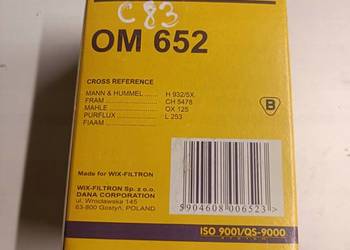 C 83
OM 652
CROSS REFERENCE
MANN & HUMMEL ..... H 932/5X
FRAM ..................... CH 5478
MAHLE .................. OX 125
PURFLUX ............... L 253
FIAAM ....................
B
Made for WIX-FILTRON
WIX-FILTRON Sp. z o.o.
DANA CORPORATION
ul. Wrocławska 145
63-800 Gostyń, POLAND
5904608006523
ISO 9001/QS-9000